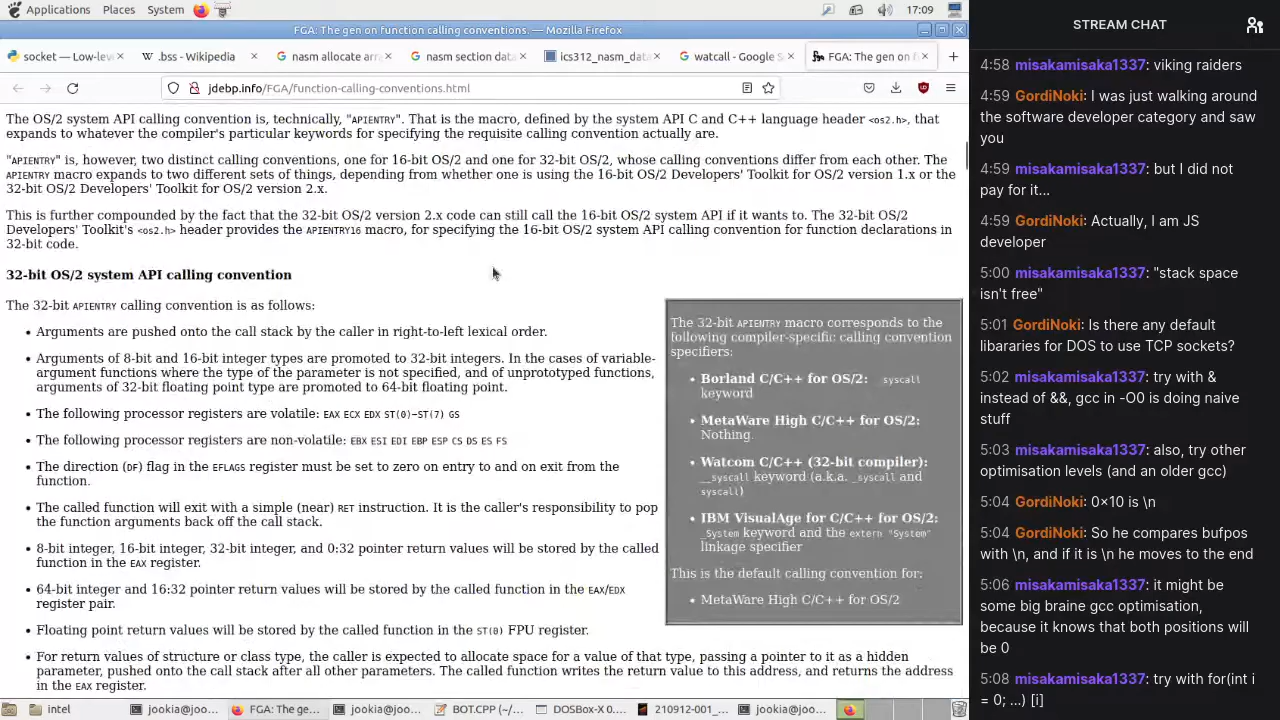 Applications Places System 17:09
FGA: The gen on function calling conventions. — Mozilla Firefox
socket — Low-lev
.bss - Wikipedia
nasm allocate arra
nasm section data
ics312_nasm_data
watcall - Google S
FGA: The gen on f
jdebp.info/FGA/function-calling-conventions.html
The OS/2 system API calling convention is, technically, "APIENTRY". That is the macro, defined by the system API C and C++ language header <os2.h>, that
expands to whatever the compiler's particular keywords for specifying the requisite calling convention actually are.
"APIENTRY" is, however, two distinct calling conventions, one for 16-bit OS/2 and one for 32-bit OS/2, whose calling conventions differ from each other. The
APIENTRY macro expands to two different sets of things, depending from whether one is using the 16-bit OS/2 Developers' Toolkit for OS/2 version 1.x or the
32-bit OS/2 Developers' Toolkit for OS/2 version 2.x.
This is further compounded by the fact that the 32-bit OS/2 version 2.x code can still call the 16-bit OS/2 system API if it wants to. The 32-bit OS/2
Developers' Toolkit's <os2.h> header provides the APIENTRY16 macro, for specifying the 16-bit OS/2 system API calling convention for function declarations in
32-bit code.
32-bit OS/2 system API calling convention
The 32-bit APIENTRY calling convention is as follows:
• Arguments are pushed onto the call stack by the caller in right-to-left lexical order.
• Arguments of 8-bit and 16-bit integer types are promoted to 32-bit integers. In the cases of variable-
argument functions where the type of the parameter is not specified, and of unprototyped functions,
arguments of 32-bit floating point type are promoted to 64-bit floating point.
• The following processor registers are volatile: EAX ECX EDX ST(0)-ST(7) GS
• The following processor registers are non-volatile: EBX ESI EDI EBP ESP CS DS ES FS
• The direction (DF) flag in the EFLAGS register must be set to zero on entry to and on exit from the
function.
• The called function will exit with a simple (near) RET instruction. It is the caller's responsibility to pop
the function arguments back off the call stack.
• 8-bit integer, 16-bit integer, 32-bit integer, and 0:32 pointer return values will be stored by the called
function in the EAX register.
• 64-bit integer and 16:32 pointer return values will be stored by the called function in the EAX/EDX
register pair.
• Floating point return values will be stored by the called function in the ST(0) FPU register.
• For return values of structure or class type, the caller is expected to allocate space for a value of that type, passing a pointer to it as a hidden
parameter, pushed onto the call stack after all other parameters. The called function writes the return value to this address, and returns the address
in the EAX register.
The 32-bit APIENTRY macro corresponds to the
following compiler-specific calling convention
specifiers:
• Borland C/C++ for OS/2: __syscall
keyword
• MetaWare High C/C++ for OS/2:
Nothing.
• Watcom C/C++ (32-bit compiler):
__syscall keyword (a.k.a. _syscall and
syscall)
• IBM VisualAge for C/C++ for OS/2:
_System keyword and the extern "System"
linkage specifier
This is the default calling convention for:
• MetaWare High C/C++ for OS/2
intel
jookia@joo...
FGA: The gen...
jookia@joo...
BOT.CPP (~/...
DOSBox-X 0....
210912-001_...
jookia@joo...
STREAM CHAT
4:58 misakamisaka1337: viking raiders
4:59 GordiNoki: I was just walking around
the software developer category and saw
you
4:59 misakamisaka1337: but I did not
pay for it...
4:59 GordiNoki: Actually, I am JS
developer
5:00 misakamisaka1337: "stack space
isn't free"
5:01 GordiNoki: Is there any default
libararies for DOS to use TCP sockets?
5:02 misakamisaka1337: try with &
instead of &&, gcc in -O0 is doing naive
stuff
5:03 misakamisaka1337: also, try other
optimisation levels (and an older gcc)
5:04 GordiNoki: 0×10 is \n
5:04 GordiNoki: So he compares bufpos
with \n, and if it is \n he moves to the end
5:06 misakamisaka1337: it might be
some big braine gcc optimisation,
because it knows that both positions will
be 0
5:08 misakamisaka1337: try with for(int i
= 0; ...) [i]